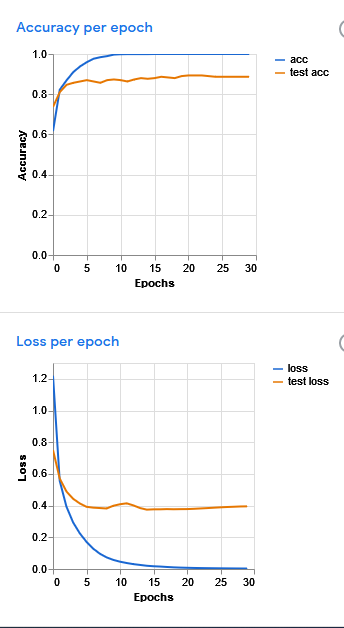 Accuracy per epoch
acc
test acc
1.0
0.8
0.6
0.4
0.2
0.0
Accuracy
0 5 10 15 20 25 30
Epochs
Loss per epoch
loss
test loss
1.2
1.0
0.8
0.6
0.4
0.2
0.0
Loss
0 5 10 15 20 25 30
Epochs